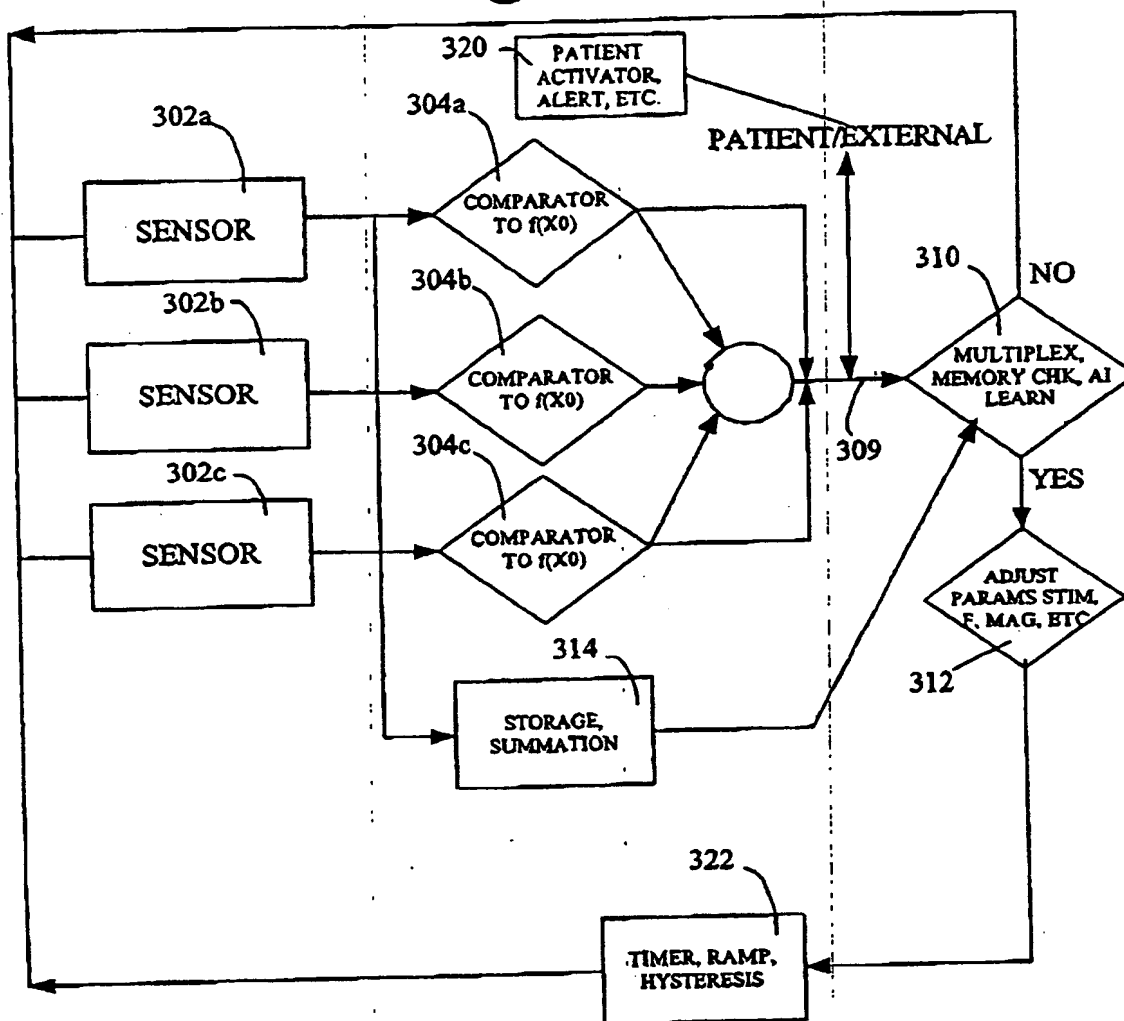 320
PATIENT
ACTIVATOR,
ALERT, ETC.
304a
302a
PATIENT/EXTERNAL
COMPARATOR
TO f(X0)
SENSOR
310
NO
304b
302b
MULTIPLEX,
MEMORY CHK, AI
LEARN
COMPARATOR
TO f(X0)
SENSOR
304c
309
302c
YES
COMPARATOR
TO f(X0)
SENSOR
ADJUST
PARAMS STIM,
F, MAG, ETC
314
312
STORAGE,
SUMMATION
322
TIMER, RAMP,
HYSTERESIS